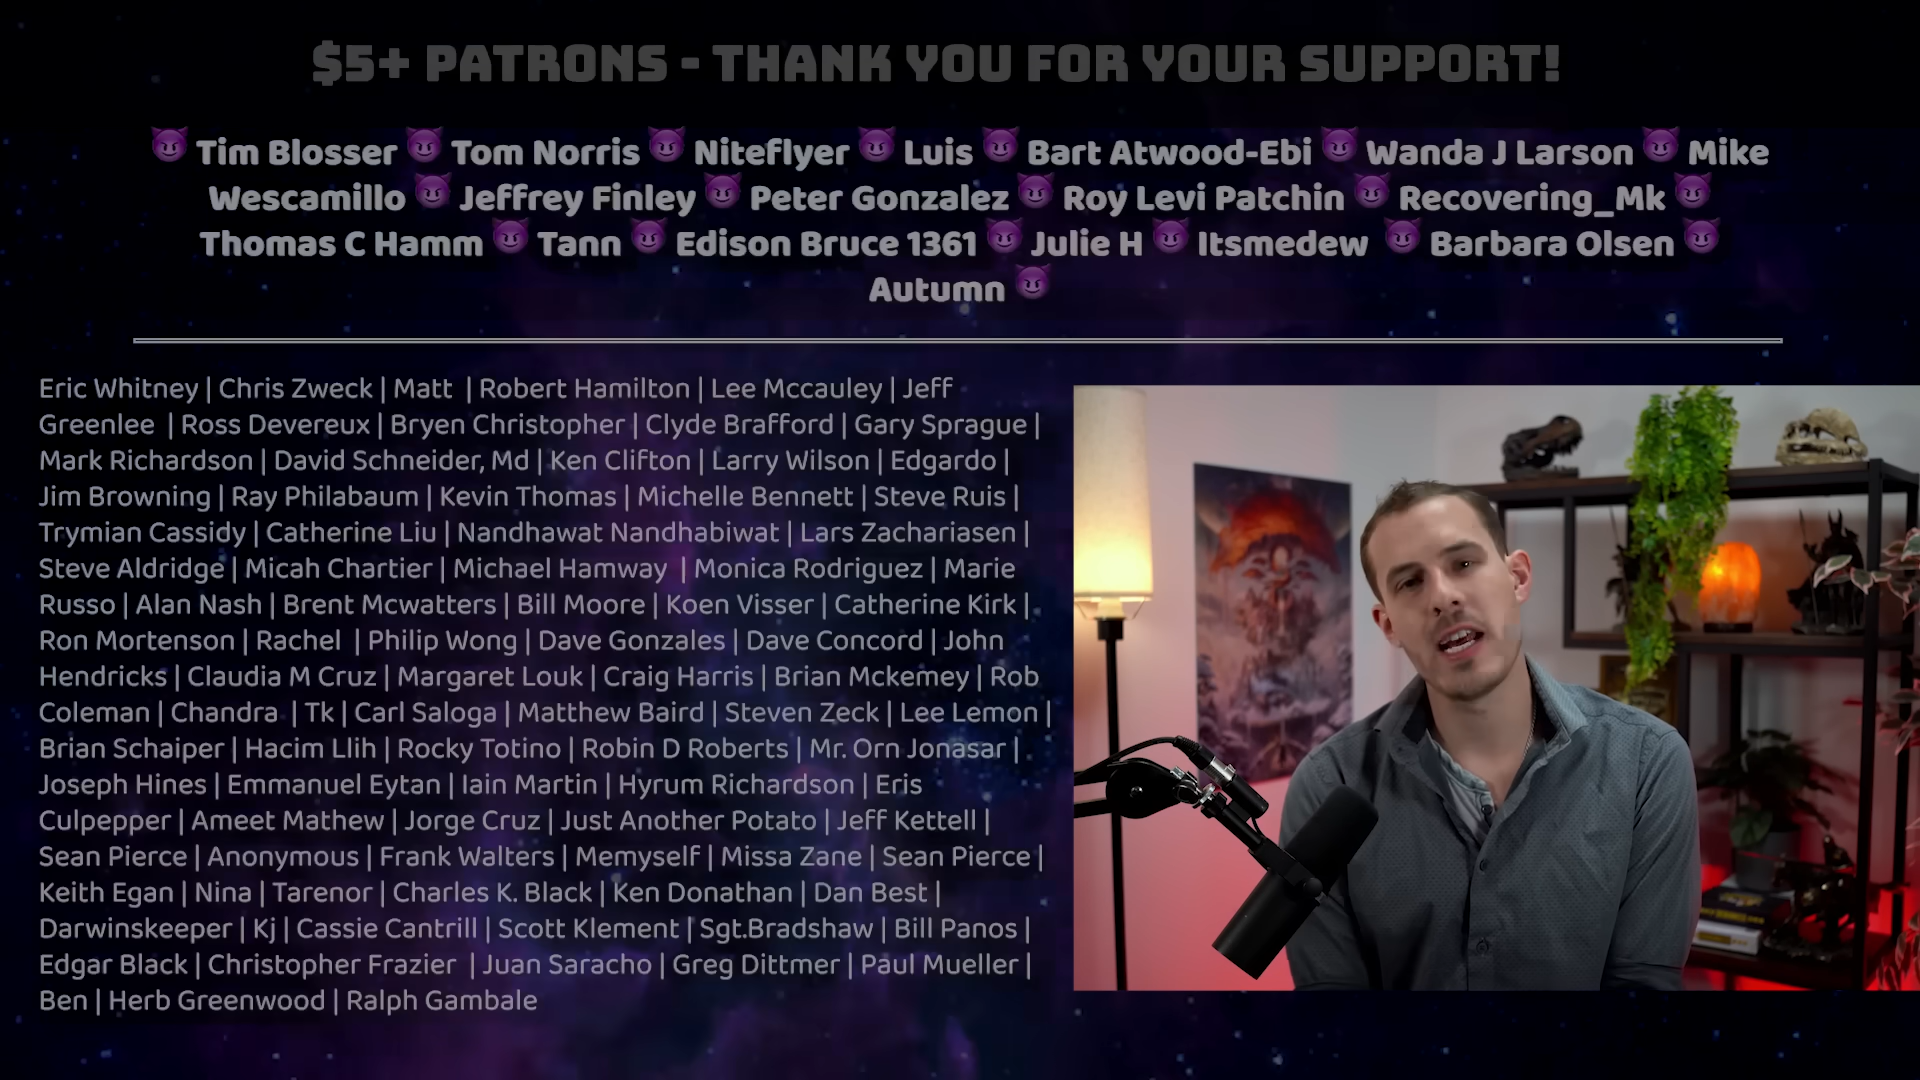 $5+ PATRONS - THANK YOU FOR YOUR SUPPORT!
😈 Tim Blosser 😈 Tom Norris 😈 Niteflyer 😈 Luis 😈 Bart Atwood-Ebi 😈 Wanda J Larson 😈 Mike
Wescamillo 😈 Jeffrey Finley 😈 Peter Gonzalez 😈 Roy Levi Patchin 😈 Recovering_Mk 😈
Thomas C Hamm 😈 Tann 😈 Edison Bruce 1361 😈 Julie H 😈 Itsmedew 😈 Barbara Olsen 😈
Autumn 😈
Eric Whitney | Chris Zweck | Matt | Robert Hamilton | Lee Mccauley | Jeff
Greenlee | Ross Devereux | Bryen Christopher | Clyde Brafford | Gary Sprague |
Mark Richardson | David Schneider, Md | Ken Clifton | Larry Wilson | Edgardo |
Jim Browning | Ray Philabaum | Kevin Thomas | Michelle Bennett | Steve Ruis |
Trymian Cassidy | Catherine Liu | Nandhawat Nandhabiwat | Lars Zachariasen |
Steve Aldridge | Micah Chartier | Michael Hamway | Monica Rodriguez | Marie
Russo | Alan Nash | Brent Mcwatters | Bill Moore | Koen Visser | Catherine Kirk |
Ron Mortenson | Rachel | Philip Wong | Dave Gonzales | Dave Concord | John
Hendricks | Claudia M Cruz | Margaret Louk | Craig Harris | Brian Mckemey | Rob
Coleman | Chandra | Tk | Carl Saloga | Matthew Baird | Steven Zeck | Lee Lemon |
Brian Schaiper | Hacim Llih | Rocky Totino | Robin D Roberts | Mr. Orn Jonasar |
Joseph Hines | Emmanuel Eytan | Iain Martin | Hyrum Richardson | Eris
Culpepper | Ameet Mathew | Jorge Cruz | Just Another Potato | Jeff Kettell |
Sean Pierce | Anonymous | Frank Walters | Memyself | Missa Zane | Sean Pierce |
Keith Egan | Nina | Tarenor | Charles K. Black | Ken Donathan | Dan Best |
Darwinskeeper | Kj | Cassie Cantrill | Scott Klement | Sgt.Bradshaw | Bill Panos |
Edgar Black | Christopher Frazier | Juan Saracho | Greg Dittmer | Paul Mueller |
Ben | Herb Greenwood | Ralph Gambale